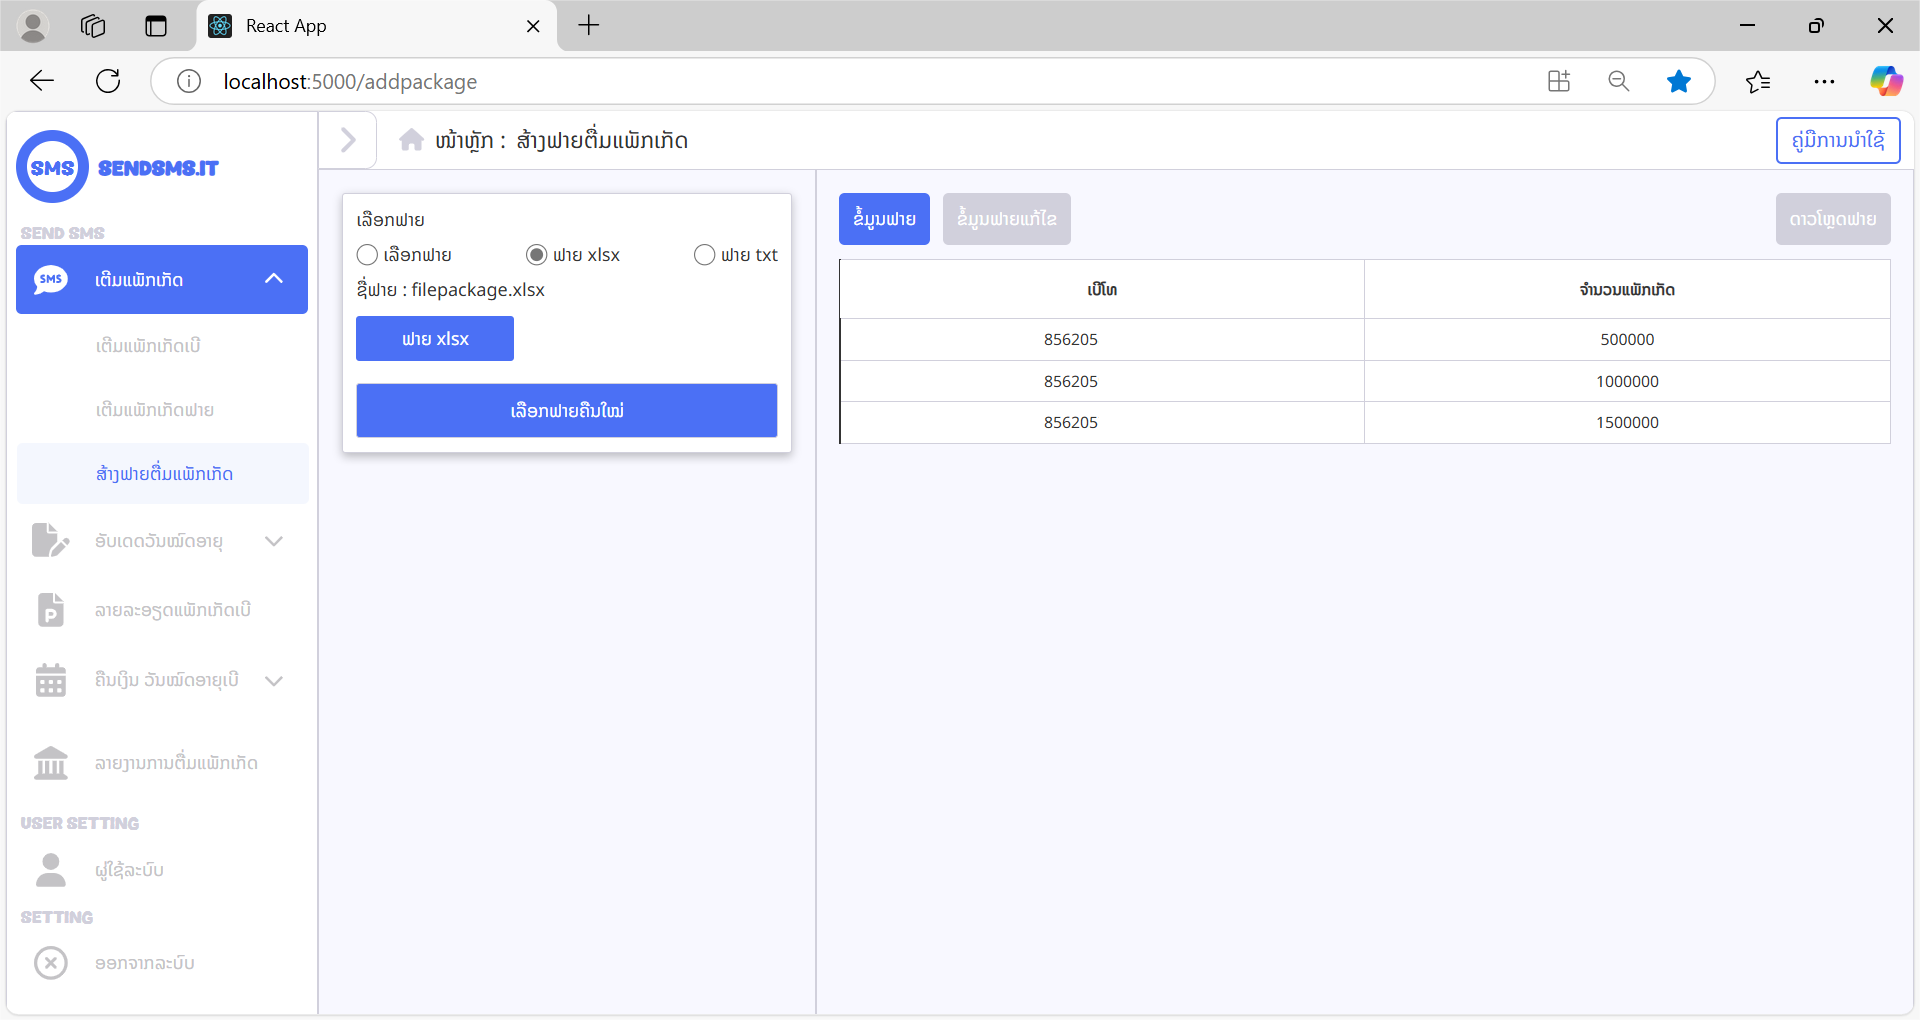 React App
localhost:5000/addpackage
SMS
SENDSMS.IT
SEND SMS
SMS
ເຕີມແພັກເກັດ
ເຕີມແພັກເກັດເບີ
ເຕີມແພັກເກັດຟາຍ
ສ້າງຟາຍຕື່ມແພັກເກັດ
ອັບເດດວັນໝົດອາຍຸ
P
ລາຍລະອຽດແພັກເກັດເບີ
ຄືນເງິນ ວັນໝົດອາຍຸເບີ
ລາຍງານການຕື່ມແພັກເກັດ
USER SETTING
ຜູ້ໃຊ້ລະບົບ
SETTING
ອອກຈາກລະບົບ
ໜ້າຫຼັກ : ສ້າງຟາຍຕື່ມແພັກເກັດ
ຄູ່ມືການນຳໃຊ້
ເລືອກຟາຍ
ເລືອກຟາຍ ຟາຍ xlsx ຟາຍ txt
ຊື່ຟາຍ : filepackage.xlsx
ຟາຍ xlsx
ເລືອກຟາຍຄືນໃໝ່
ຂໍ້ມູນຟາຍ ຂໍ້ມູນຟາຍແກ້ໄຂ ດາວໂຫຼດຟາຍ
ເບີໂທ ຈຳນວນແພັກເກັດ
856205 500000
856205 1000000
856205 1500000